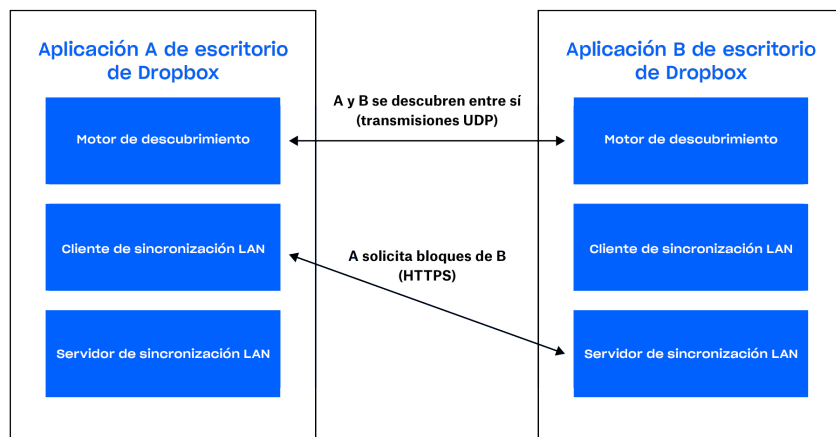 Aplicación A de escritorio
de Dropbox
Motor de descubrimiento
Cliente de sincronización LAN
Servidor de sincronización LAN
A y B se descubren entre sí
(transmisiones UDP)
A solicita bloques de B
(HTTPS)
Aplicación B de escritorio
de Dropbox
Motor de descubrimiento
Cliente de sincronización LAN
Servidor de sincronización LAN